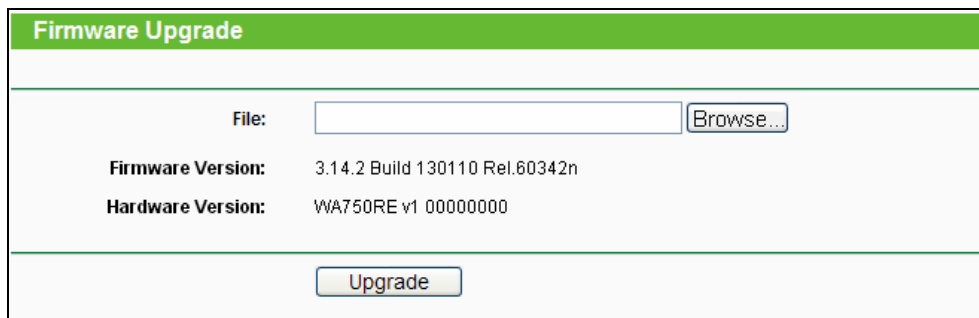 Firmware Upgrade
File: Browse...
Firmware Version: 3.14.2 Build 130110 Rel.60342n
Hardware Version: WA750RE v1 00000000
Upgrade